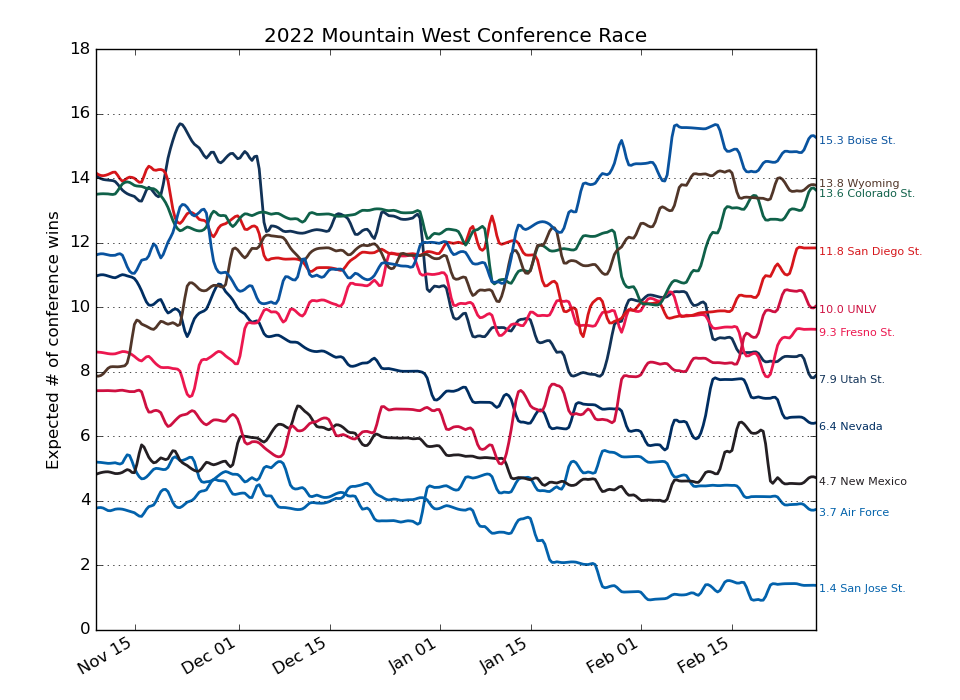 2022 Mountain West Conference Race
Expected # of conference wins
18
16
14
12
10
8
6
4
2
0
15.3 Boise St.
13.8 Wyoming
13.6 Colorado St.
11.8 San Diego St.
10.0 UNLV
9.3 Fresno St.
7.9 Utah St.
6.4 Nevada
4.7 New Mexico
3.7 Air Force
1.4 San Jose St.
Nov 15
Dec 01
Dec 15
Jan 01
Jan 15
Feb 01
Feb 15